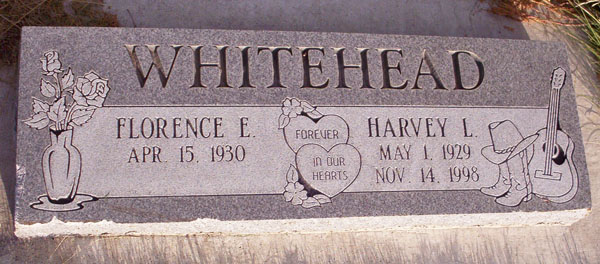 WHITEHEAD
FLORENCE E.
APR. 15, 1930
FOREVER
IN OUR
HEARTS
HARVEY L.
MAY 1, 1929
NOV 14, 1998